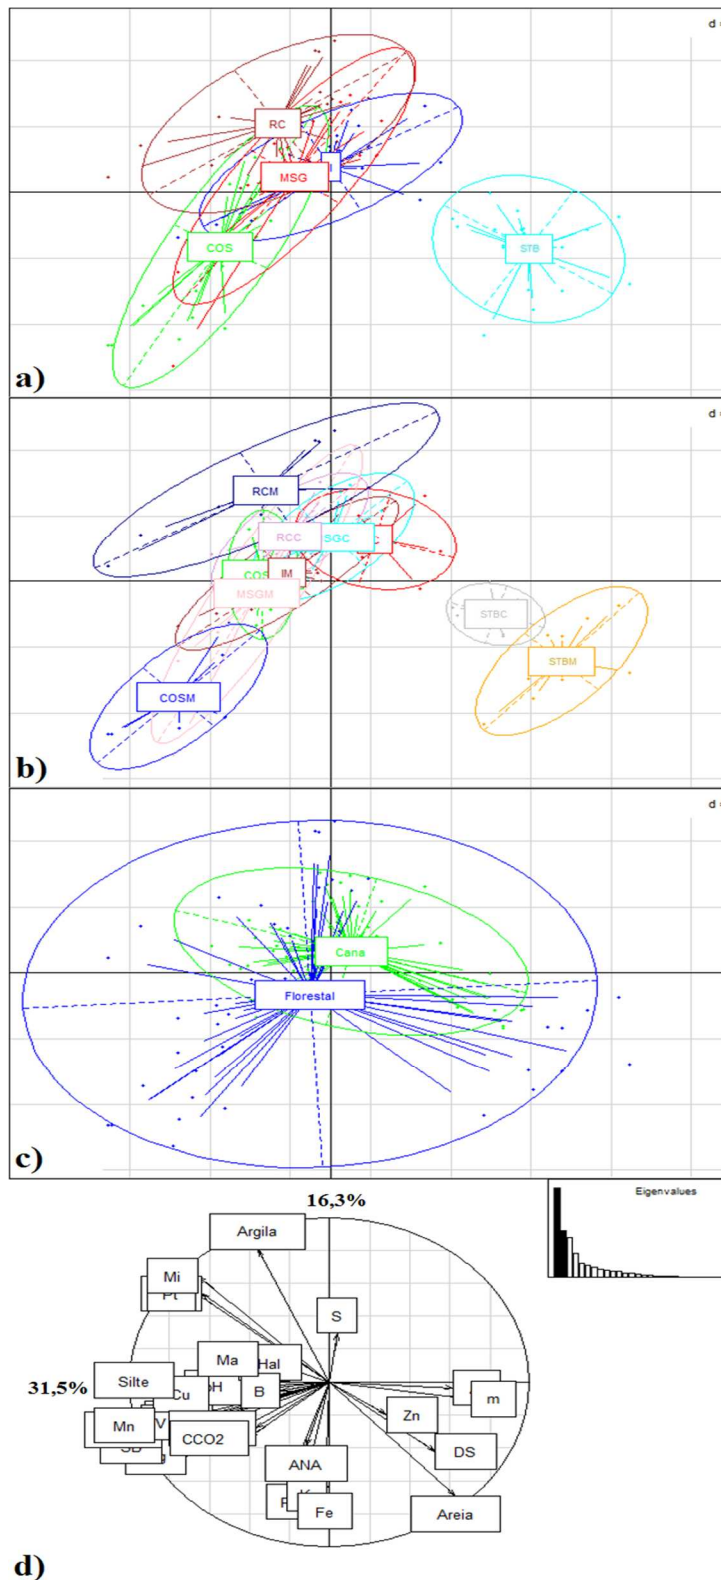 d =
RC
I
MSG
COS
STB
a)
d =
RCM
RCC
SGC
C
COS
IM
MSGM
STBC
STBM
COSM
b)
d =
Cana
Florestal
c)
16,3%
Eigenvalues
Argila
Mi
Pt
S
Ma
Hal
31,5%
Silte
Cu
pH
B
m
Mn
V
CCO2
Zn
SB
DS
ANA
P
K
Fe
Areia
d)